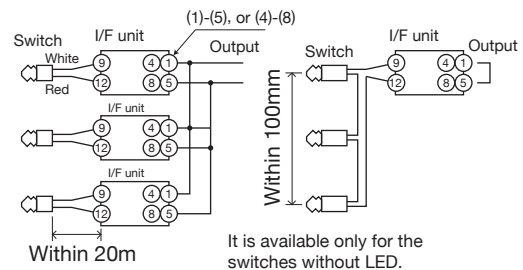 (1)-(5), or (4)-(8)
Switch
I/F unit
Output
White
Red
9
4
1
12
8
5
I/F unit
9
4
1
12
8
5
I/F unit
9
4
1
12
8
5
Within 20m
Switch
I/F unit
Output
9
4
1
12
8
5
Within 100mm
It is available only for the
switches without LED.